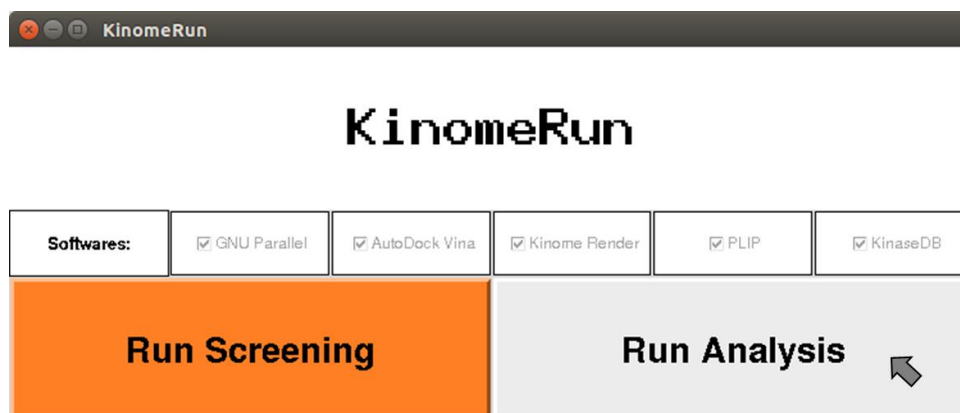 KinomeRun
KinomeRun
Softwares: GNU Parallel AutoDock Vina Kinome Render PLIP KinaseDB
Run Screening Run Analysis